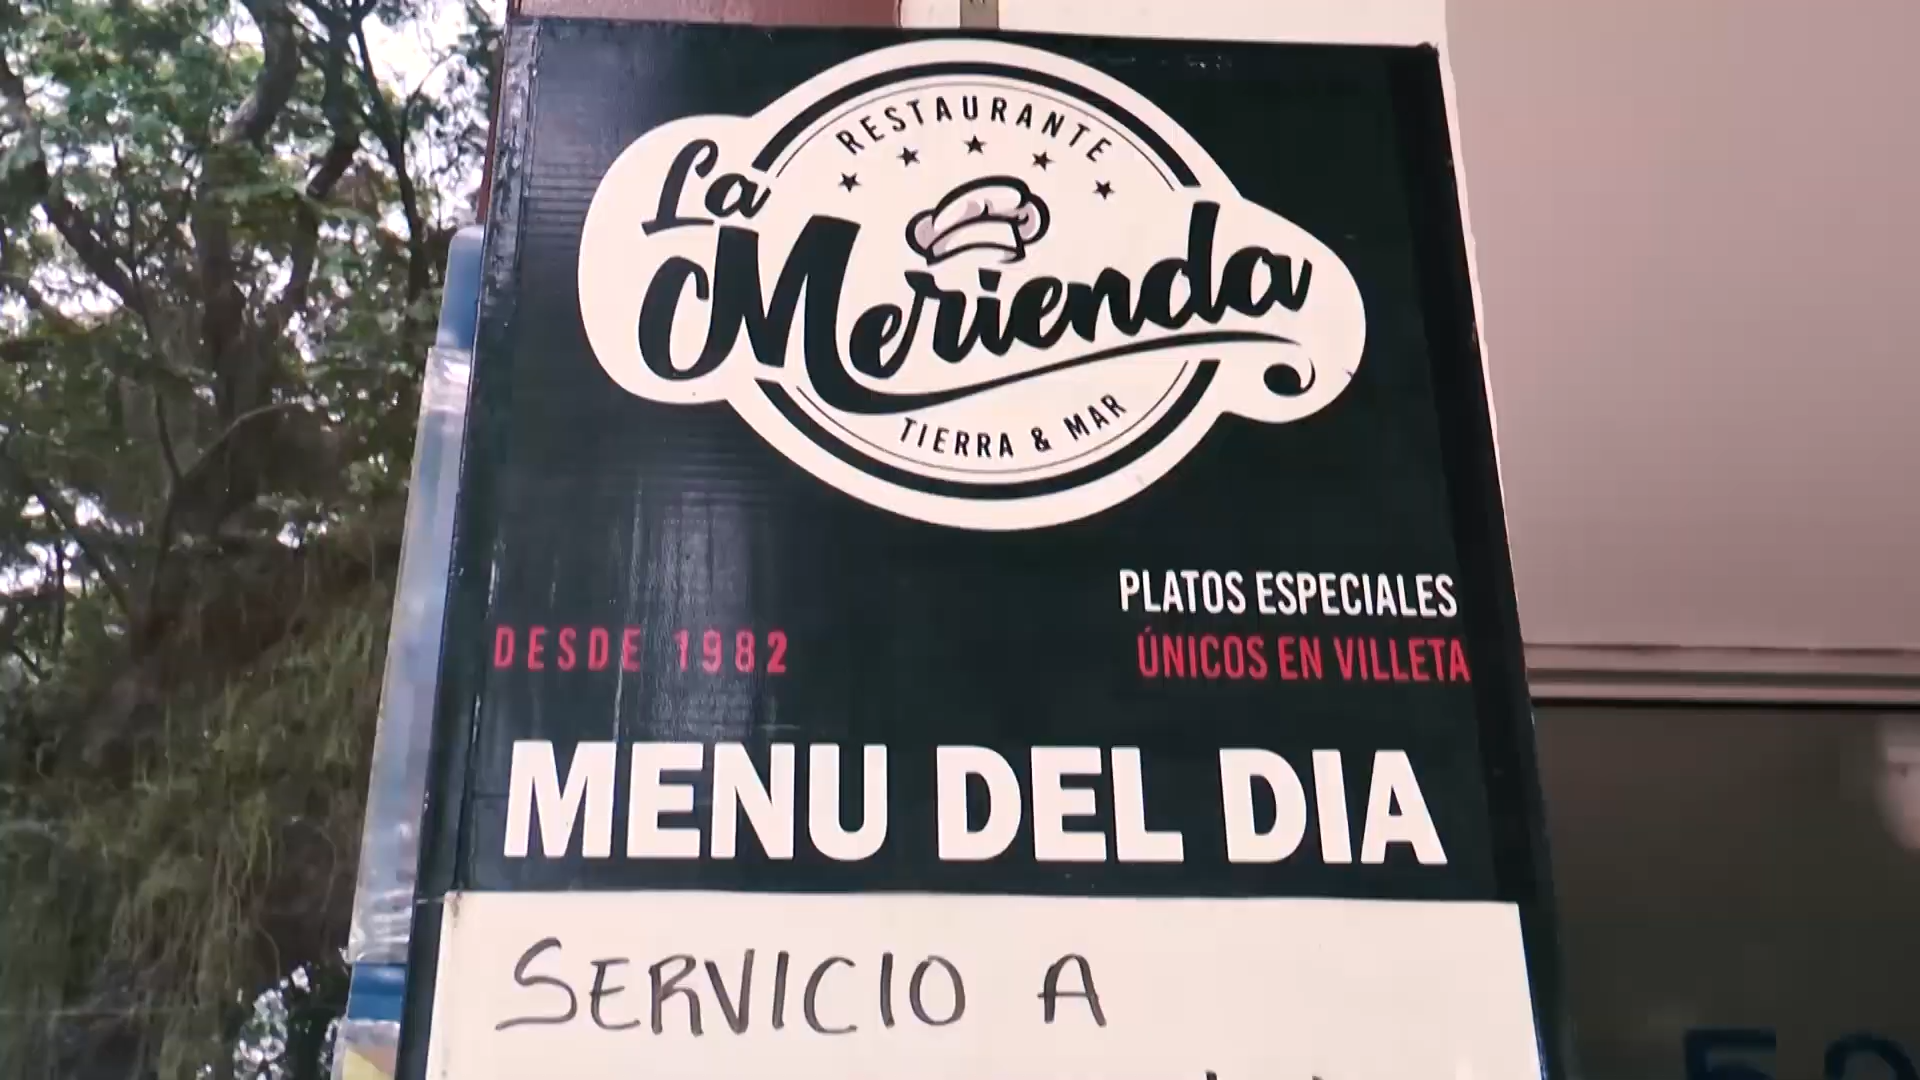 RESTAURANTE
La
Merienda
TIERRA & MAR
PLATOS ESPECIALES
DESDE 1982
ÚNICOS EN VILLETA
MENU DEL DIA
SERVICIO A